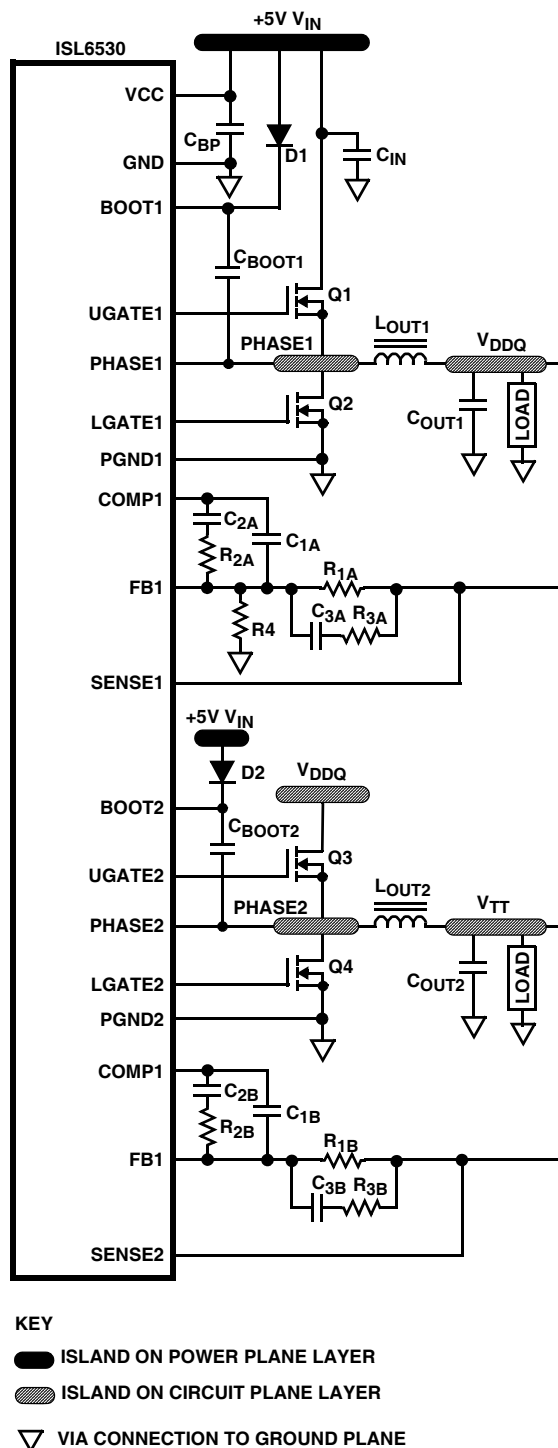 +5V VIN
ISL6530
VCC
CBP
GND
D1
CIN
BOOT1
CBOOT1
Q1
UGATE1
LOUT1
PHASE1
PHASE1
VDDQ
Q2
LGATE1
COUT1
LOAD
PGND1
COMP1
C2A
C1A
R2A
R1A
FB1
C3A
R3A
R4
SENSE1
+5V VIN
D2
VDDQ
BOOT2
CBOOT2
Q3
UGATE2
LOUT2
PHASE2
PHASE2
VTT
Q4
LGATE2
COUT2
LOAD
PGND2
COMP1
C2B
C1B
R2B
R1B
FB1
C3B
R3B
SENSE2
KEY
ISLAND ON POWER PLANE LAYER
ISLAND ON CIRCUIT PLANE LAYER
VIA CONNECTION TO GROUND PLANE